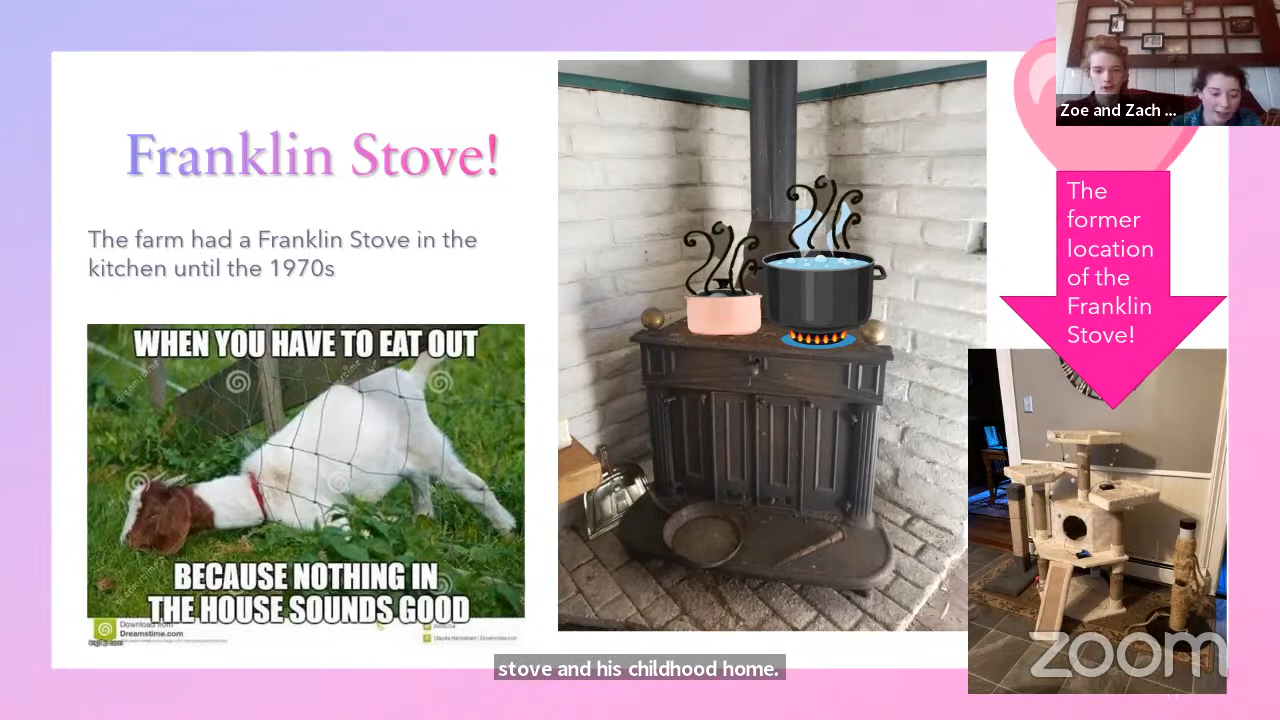 Franklin Stove!
The farm had a Franklin Stove in the
kitchen until the 1970s
WHEN YOU HAVE TO EAT OUT
BECAUSE NOTHING IN
THE HOUSE SOUNDS GOOD
Download from
Dreamstime.com
Zoe and Zach ...
The
former
location
of the
Franklin
Stove!
stove and his childhood home.
zoom